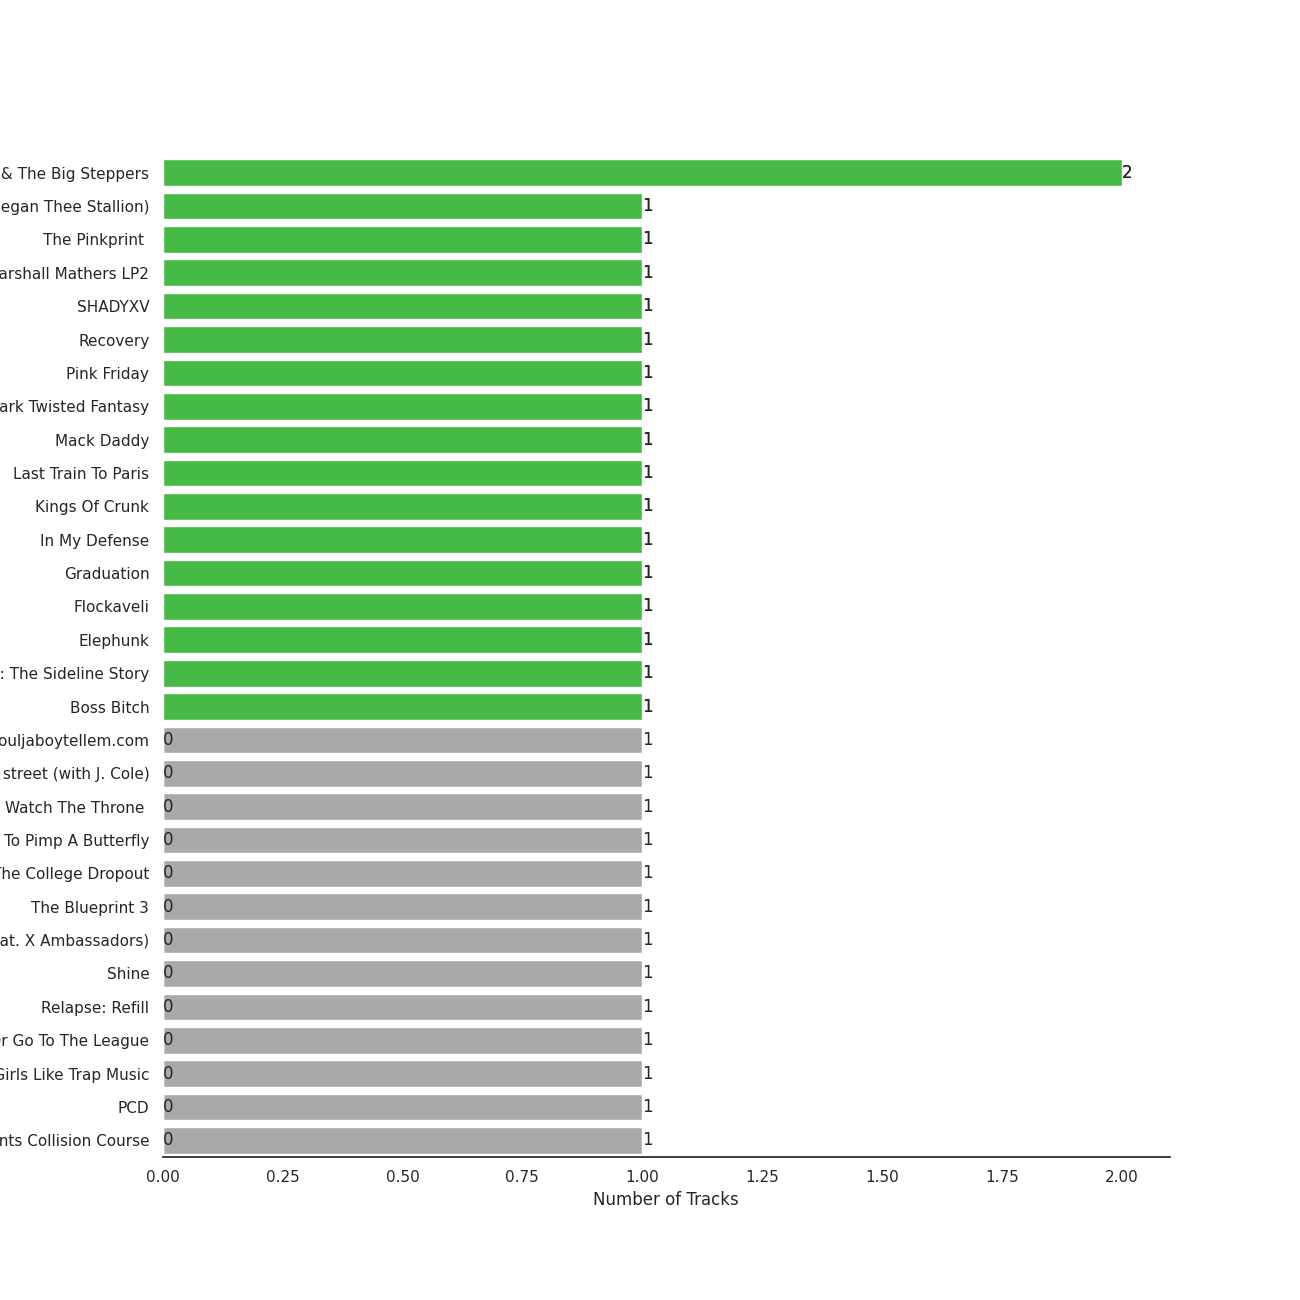 & The Big Steppers 2
egan Thee Stallion) 1
The Pinkprint 1
arshall Mathers LP2 1
SHADYXV 1
Recovery 1
Pink Friday 1
ark Twisted Fantasy 1
Mack Daddy 1
Last Train To Paris 1
Kings Of Crunk 1
In My Defense 1
Graduation 1
Flockaveli 1
Elephunk 1
: The Sideline Story 1
Boss Bitch 1
ouljaboytellem.com 0 1
street (with J. Cole) 0 1
Watch The Throne 0 1
To Pimp A Butterfly 0 1
The College Dropout 0 1
The Blueprint 3 0 1
at. X Ambassadors) 0 1
Shine 0 1
Relapse: Refill 0 1
r Go To The League 0 1
Girls Like Trap Music 0 1
PCD 0 1
nts Collision Course 0 1
0.00 0.25 0.50 0.75 1.00 1.25 1.50 1.75 2.00
Number of Tracks